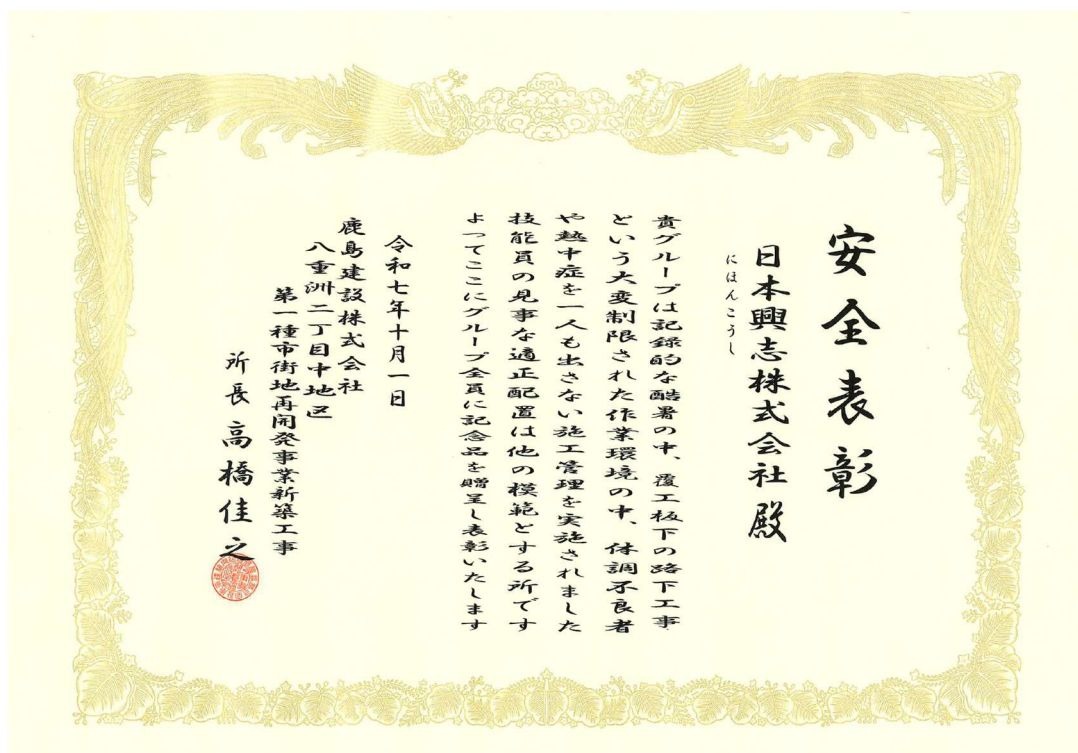 安全表彰
日本興志株式会社 殿
にほんこうし
貴グループは記録的な酷暑の中、覆工板下の路下工事
という大変制限された作業環境の中、体調不良者
や熱中症を一人も出さない施工管理を実施されました
技能員の見事な適正配置は他の模範とする所です
よってここにグループ全員に記念品を贈呈し表彰いたします
令和七年十月一日
鹿島建設株式会社
八重洲二丁目中地区
第一種市街地再開発事業新築工事
所長 高橋佳之